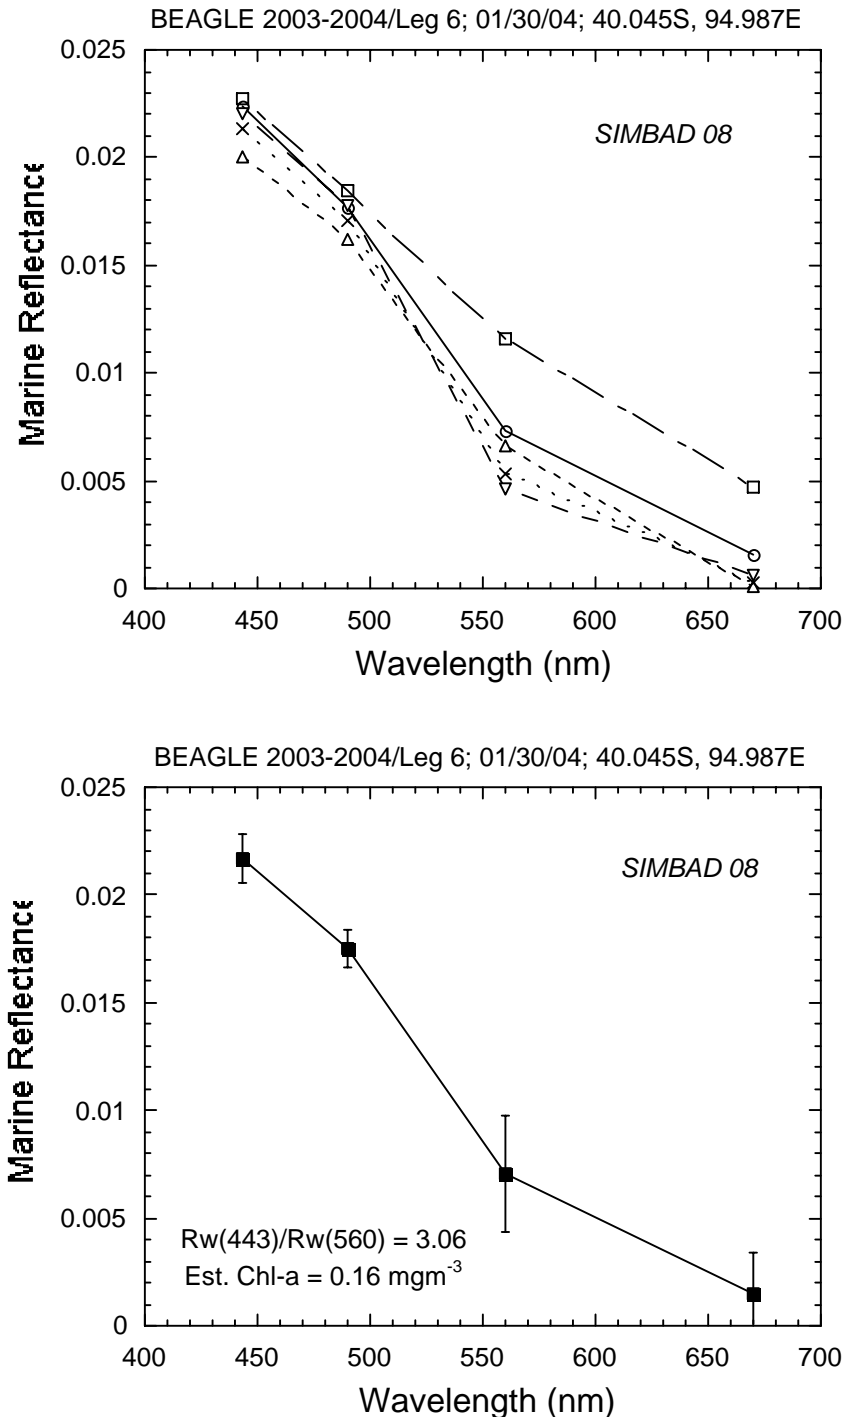 BEAGLE 2003-2004/Leg 6; 01/30/04; 40.045S, 94.987E
0.025
0.02
0.015
0.01
0.005
0
SIMBAD 08
Marine Reflectance
400 450 500 550 600 650 700
Wavelength (nm)
BEAGLE 2003-2004/Leg 6; 01/30/04; 40.045S, 94.987E
0.025
0.02
0.015
0.01
0.005
0
SIMBAD 08
Marine Reflectance
Rw(443)/Rw(560) = 3.06
Est. Chl-a = 0.16 mgm-3
400 450 500 550 600 650 700
Wavelength (nm)